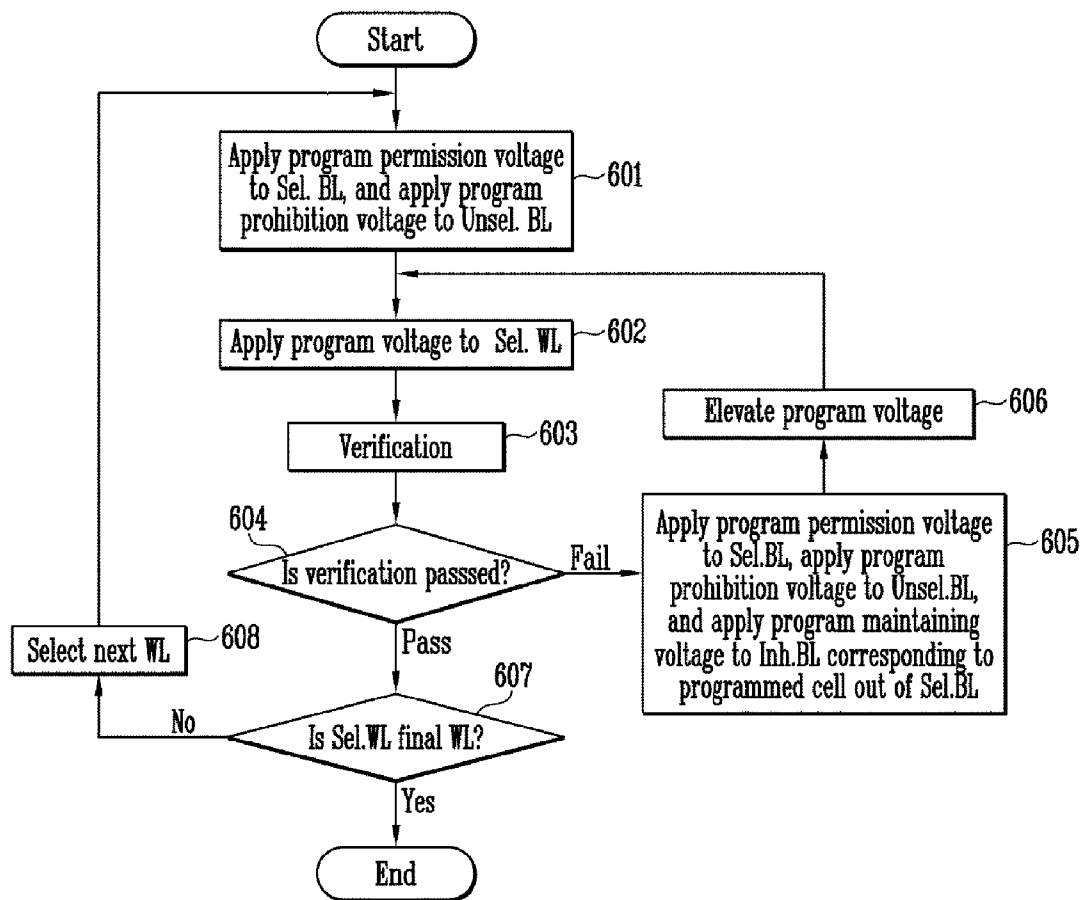 Start
Apply program permission voltage
to Sel. BL, and apply program
prohibition voltage to Unsel. BL
601
Apply program voltage to Sel. WL
602
Verification
603
Elevate program voltage
606
604
Is verification passsed?
Fail
Apply program permission voltage
to Sel.BL, apply program
prohibition voltage to Unsel.BL,
and apply program maintaining
voltage to Inh.BL corresponding to
programmed cell out of Sel.BL
605
Pass
Select next WL
608
607
Is Sel.WL final WL?
No
Yes
End